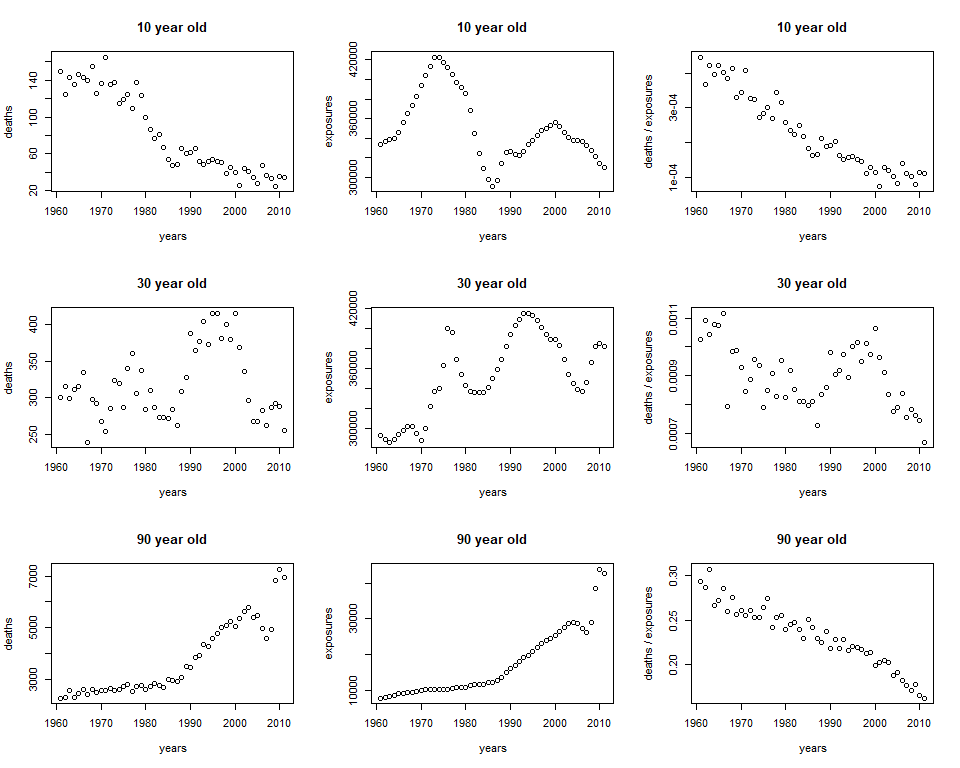 10 year old 10 year old 10 year old
deaths 20 60 100 140
1960 1970 1980 1990 2000 2010
years
exposures 300000 360000 420000
1960 1970 1980 1990 2000 2010
years
deaths / exposures 1e-04 3e-04
1960 1970 1980 1990 2000 2010
years
30 year old 30 year old 30 year old
deaths 250 300 350 400
1960 1970 1980 1990 2000 2010
years
exposures 300000 360000 420000
1960 1970 1980 1990 2000 2010
years
deaths / exposures 0.0007 0.0009 0.0011
1960 1970 1980 1990 2000 2010
years
90 year old 90 year old 90 year old
deaths 3000 5000 7000
1960 1970 1980 1990 2000 2010
years
exposures 10000 30000
1960 1970 1980 1990 2000 2010
years
deaths / exposures 0.20 0.25 0.30
1960 1970 1980 1990 2000 2010
years